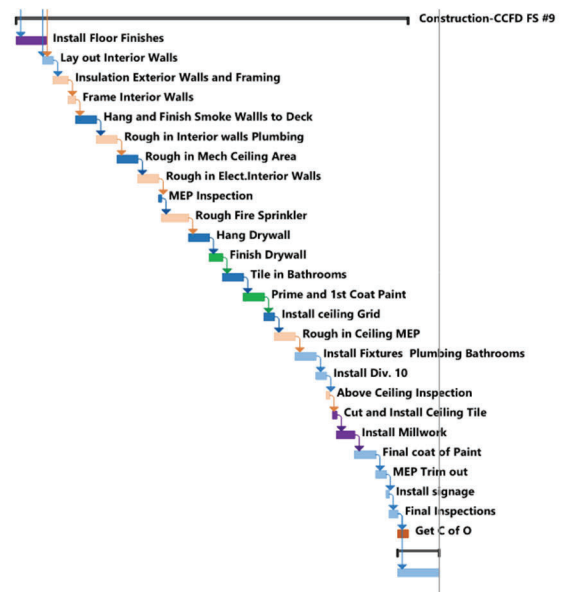 Construction-CCFD FS #9
Install Floor Finishes
Lay out Interior Walls
Insulation Exterior Walls and Framing
Frame Interior Walls
Hang and Finish Smoke Wallls to Deck
Rough in Interior walls Plumbing
Rough in Mech Ceiling Area
Rough in Elect.Interior Walls
MEP Inspection
Rough Fire Sprinkler
Hang Drywall
Finish Drywall
Tile in Bathrooms
Prime and 1st Coat Paint
Install ceiling Grid
Rough in Ceiling MEP
Install Fixtures Plumbing Bathrooms
Install Div. 10
Above Ceiling Inspection
Cut and Install Ceiling Tile
Install Millwork
Final coat of Paint
MEP Trim out
Install signage
Final Inspections
Get C of O